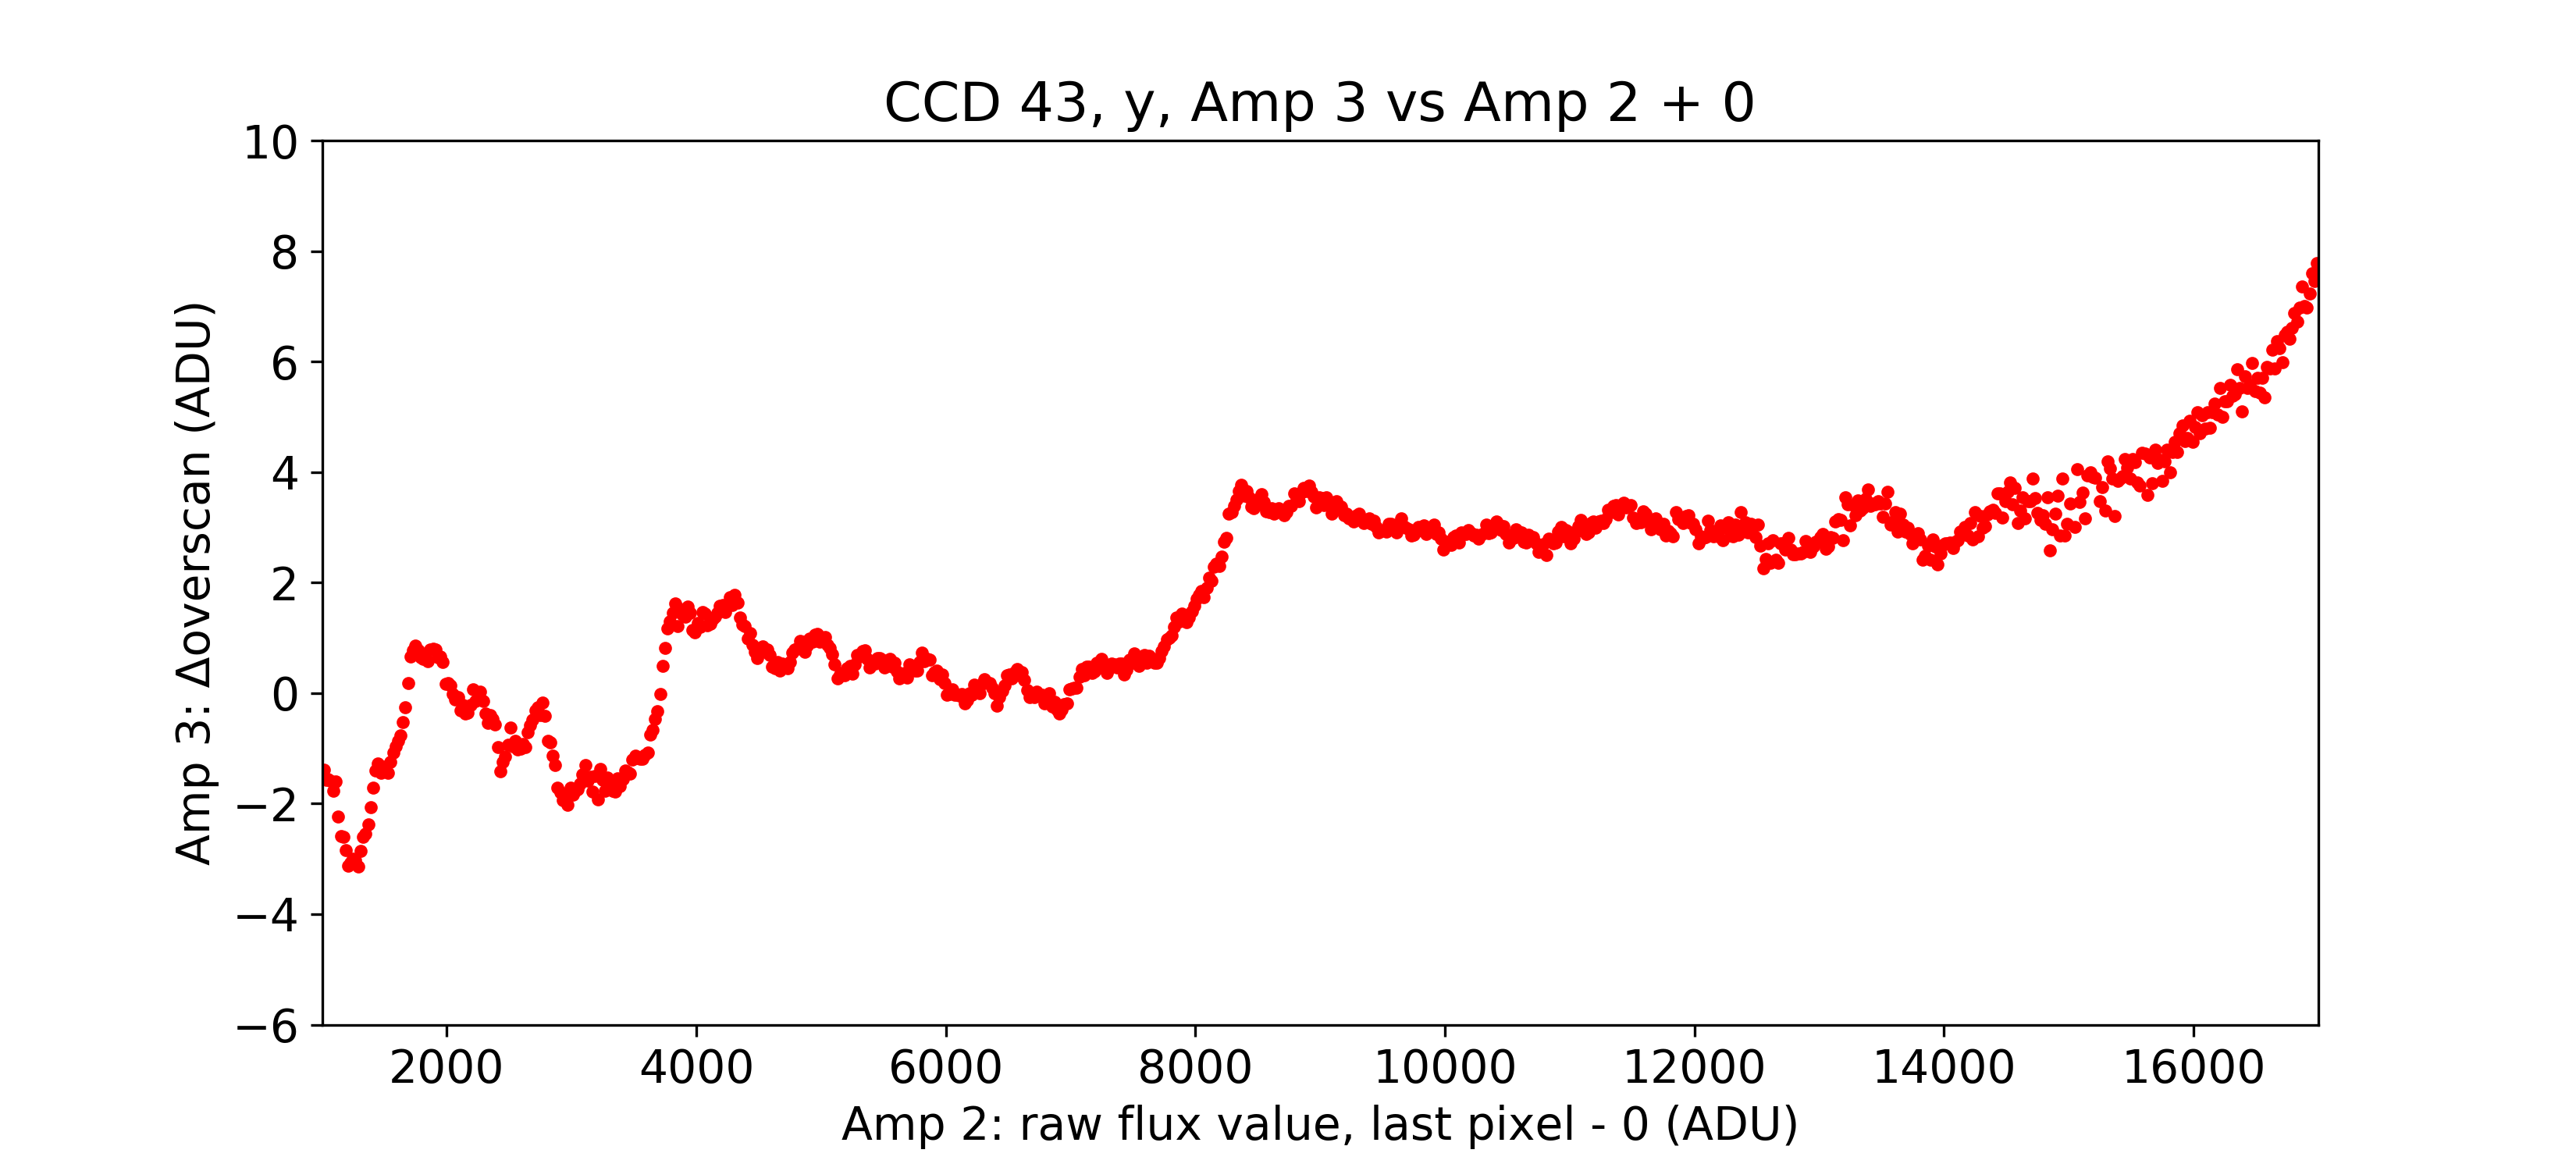 CCD 43, y, Amp 3 vs Amp 2 + 0
10
8
6
4
2
0
−2
−4
−6
Amp 3: Δoverscan (ADU)
2000 4000 6000 8000 10000 12000 14000 16000
Amp 2: raw flux value, last pixel - 0 (ADU)